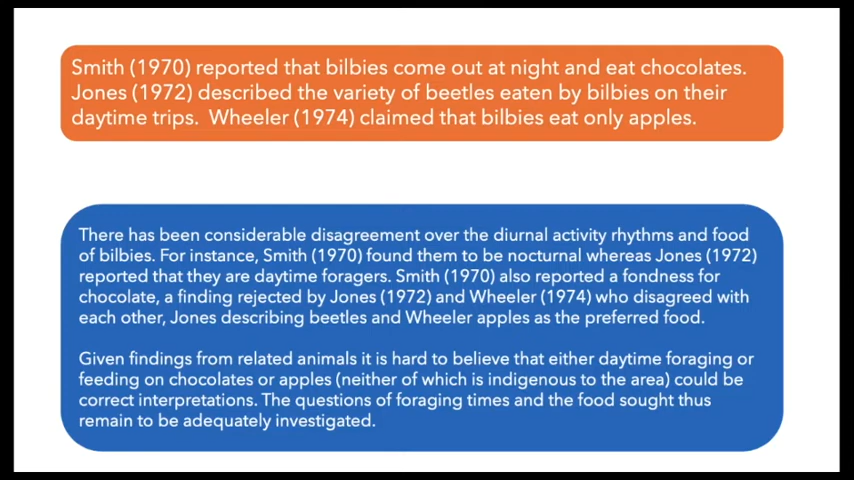 Smith (1970) reported that bilbies come out at night and eat chocolates.
Jones (1972) described the variety of beetles eaten by bilbies on their
daytime trips. Wheeler (1974) claimed that bilbies eat only apples.
There has been considerable disagreement over the diurnal activity rhythms and food
of bilbies. For instance, Smith (1970) found them to be nocturnal whereas Jones (1972)
reported that they are daytime foragers. Smith (1970) also reported a fondness for
chocolate, a finding rejected by Jones (1972) and Wheeler (1974) who disagreed with
each other, Jones describing beetles and Wheeler apples as the preferred food.
Given findings from related animals it is hard to believe that either daytime foraging or
feeding on chocolates or apples (neither of which is indigenous to the area) could be
correct interpretations. The questions of foraging times and the food sought thus
remain to be adequately investigated.